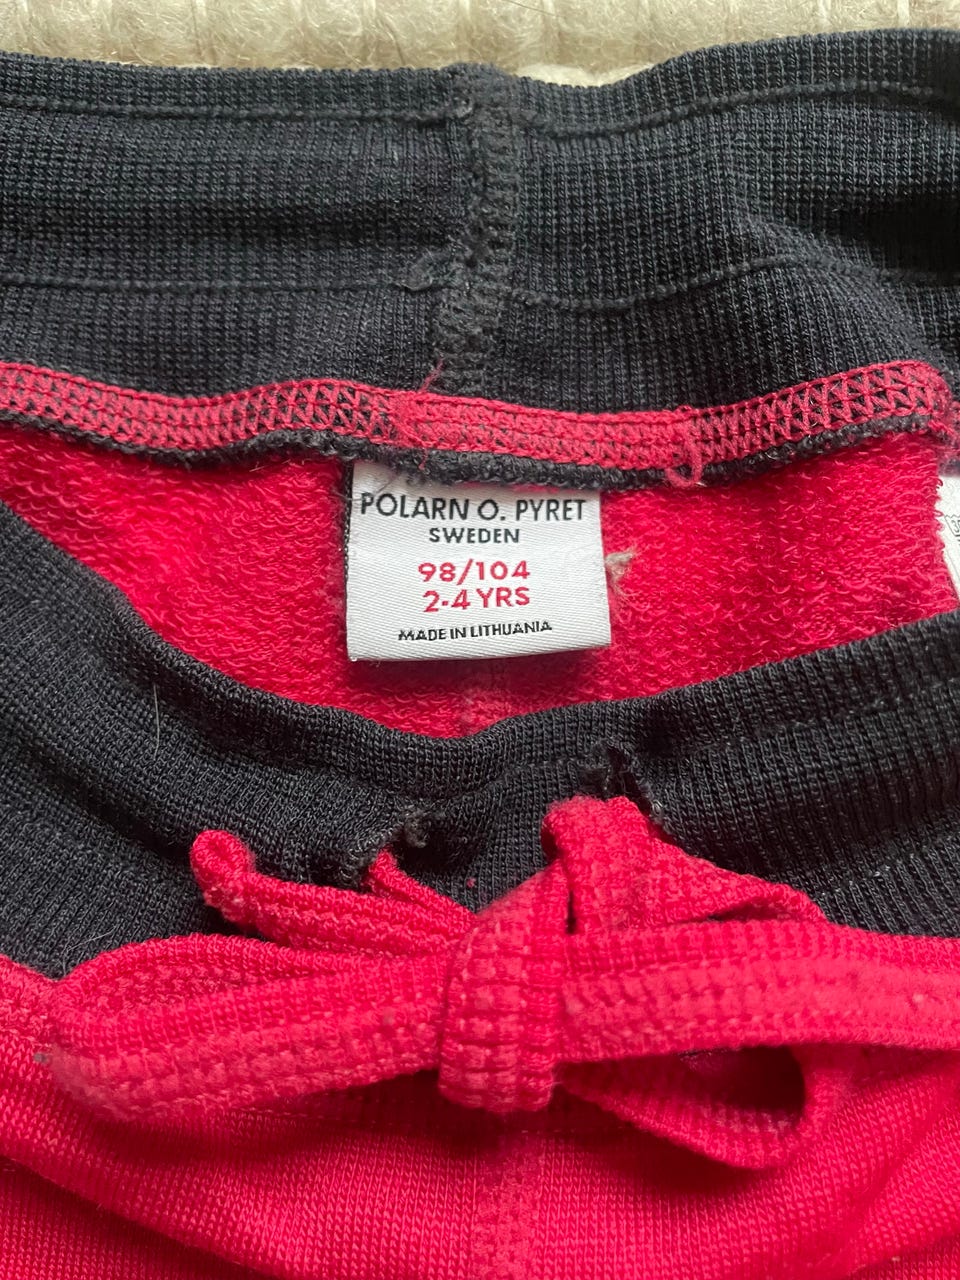 POLARN O. PYRET
SWEDEN
98/104
2-4 YRS
MADE IN LITHUANIA